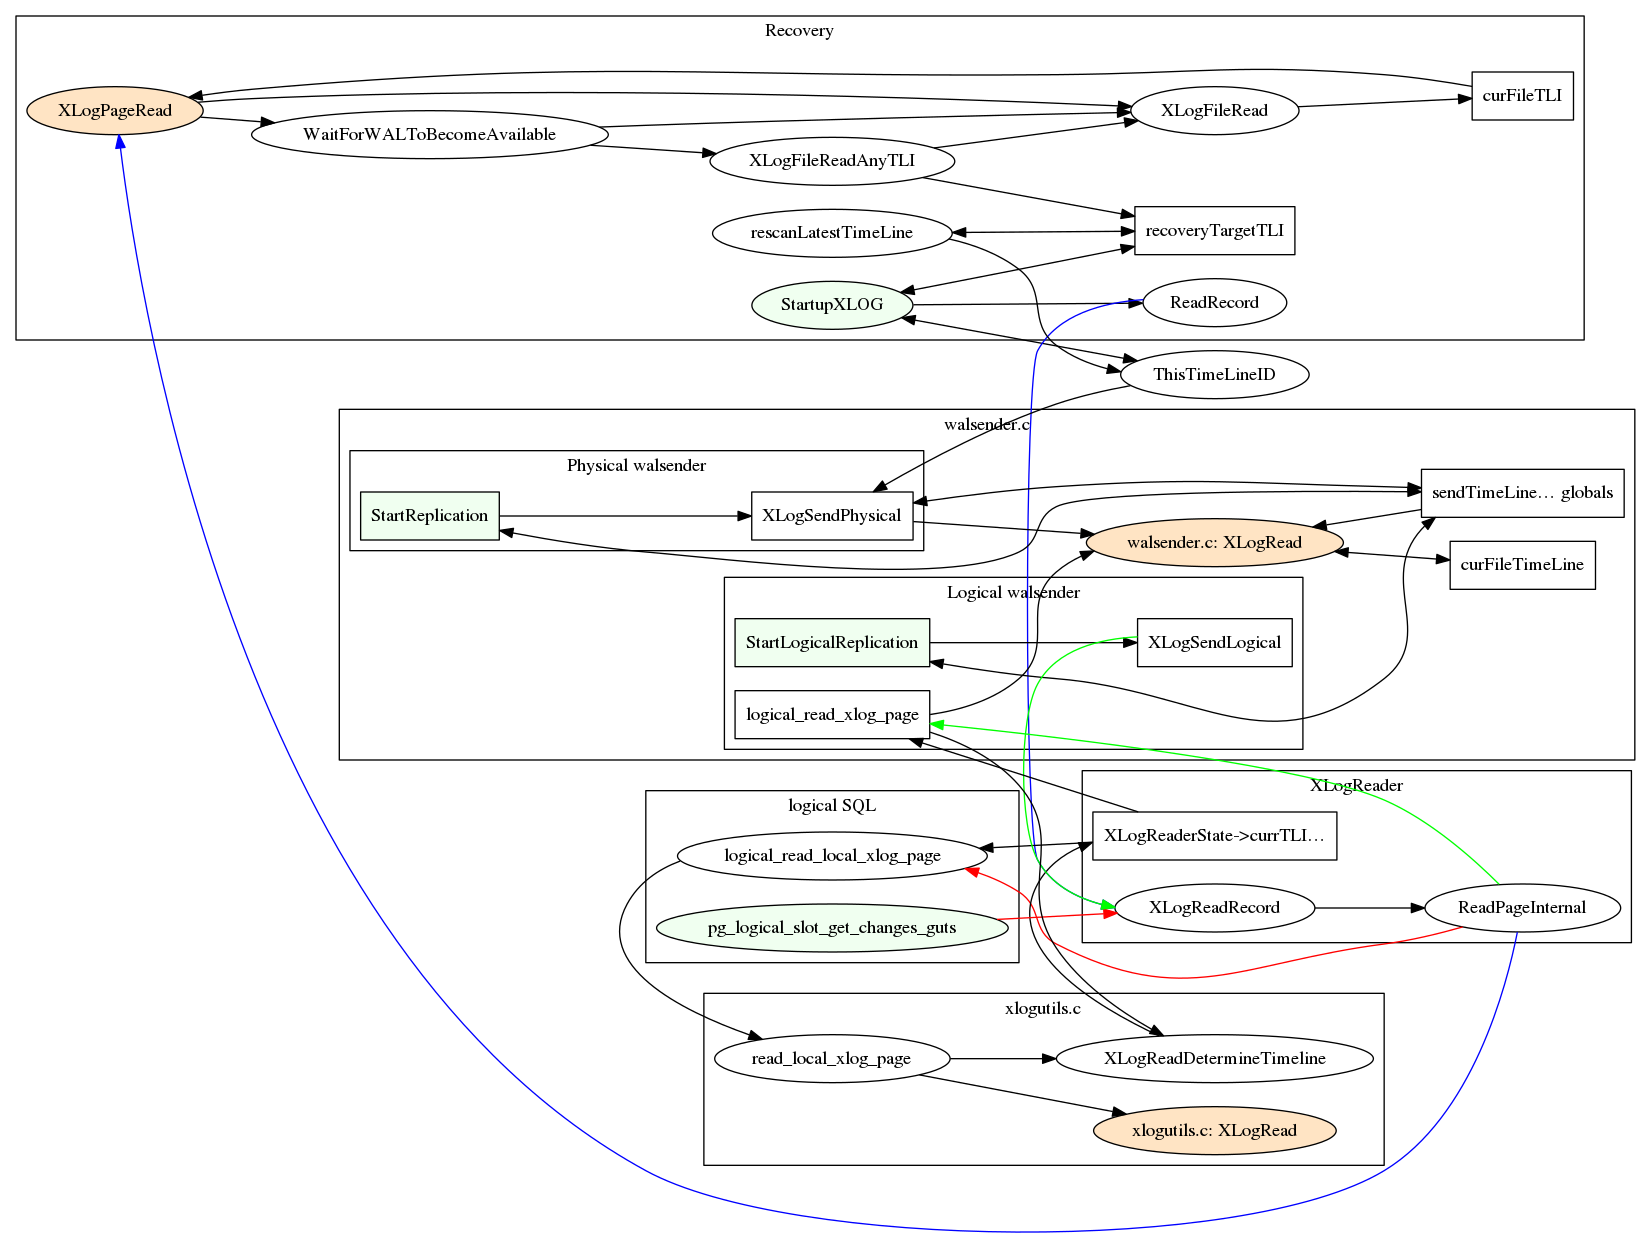 Recovery
XLogPageRead
WaitForWALToBecomeAvailable
XLogFileReadAnyTLI
XLogFileRead
curFileTLI
rescanLatestTimeLine
recoveryTargetTLI
StartupXLOG
ReadRecord
ThisTimeLineID
walsender.c
Physical walsender
StartReplication
XLogSendPhysical
sendTimeLine... globals
walsender.c: XLogRead
curFileTimeLine
Logical walsender
StartLogicalReplication
XLogSendLogical
logical_read_xlog_page
XLogReader
XLogReaderState->currTLI...
XLogReadRecord
ReadPageInternal
logical SQL
logical_read_local_xlog_page
pg_logical_slot_get_changes_guts
xlogutils.c
read_local_xlog_page
XLogReadDetermineTimeline
xlogutils.c: XLogRead